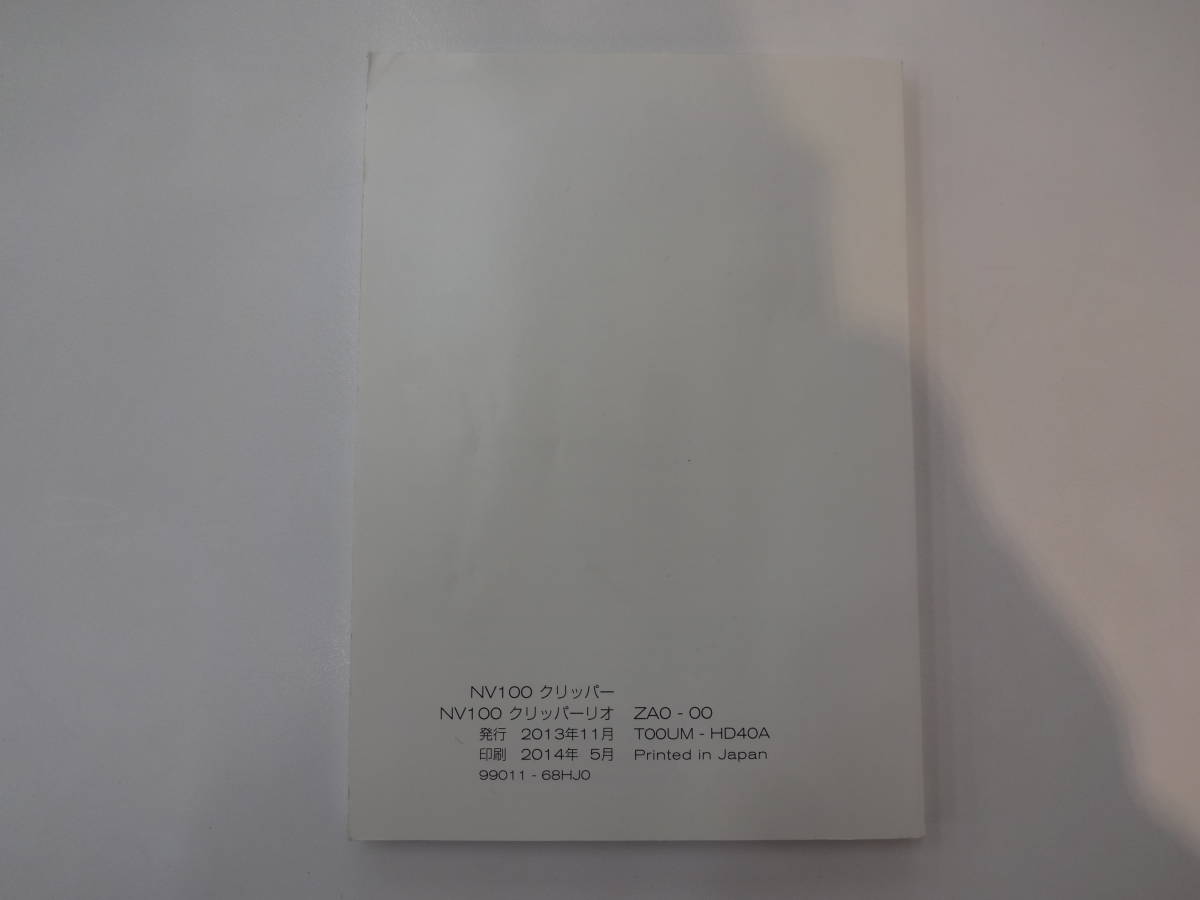 NV100 クリッパー
NV100 クリッパーリオ ZA0 - 00
発行 2013年11月 T00UM - HD40A
印刷 2014年 5月 Printed in Japan
99011 - 68HJ0